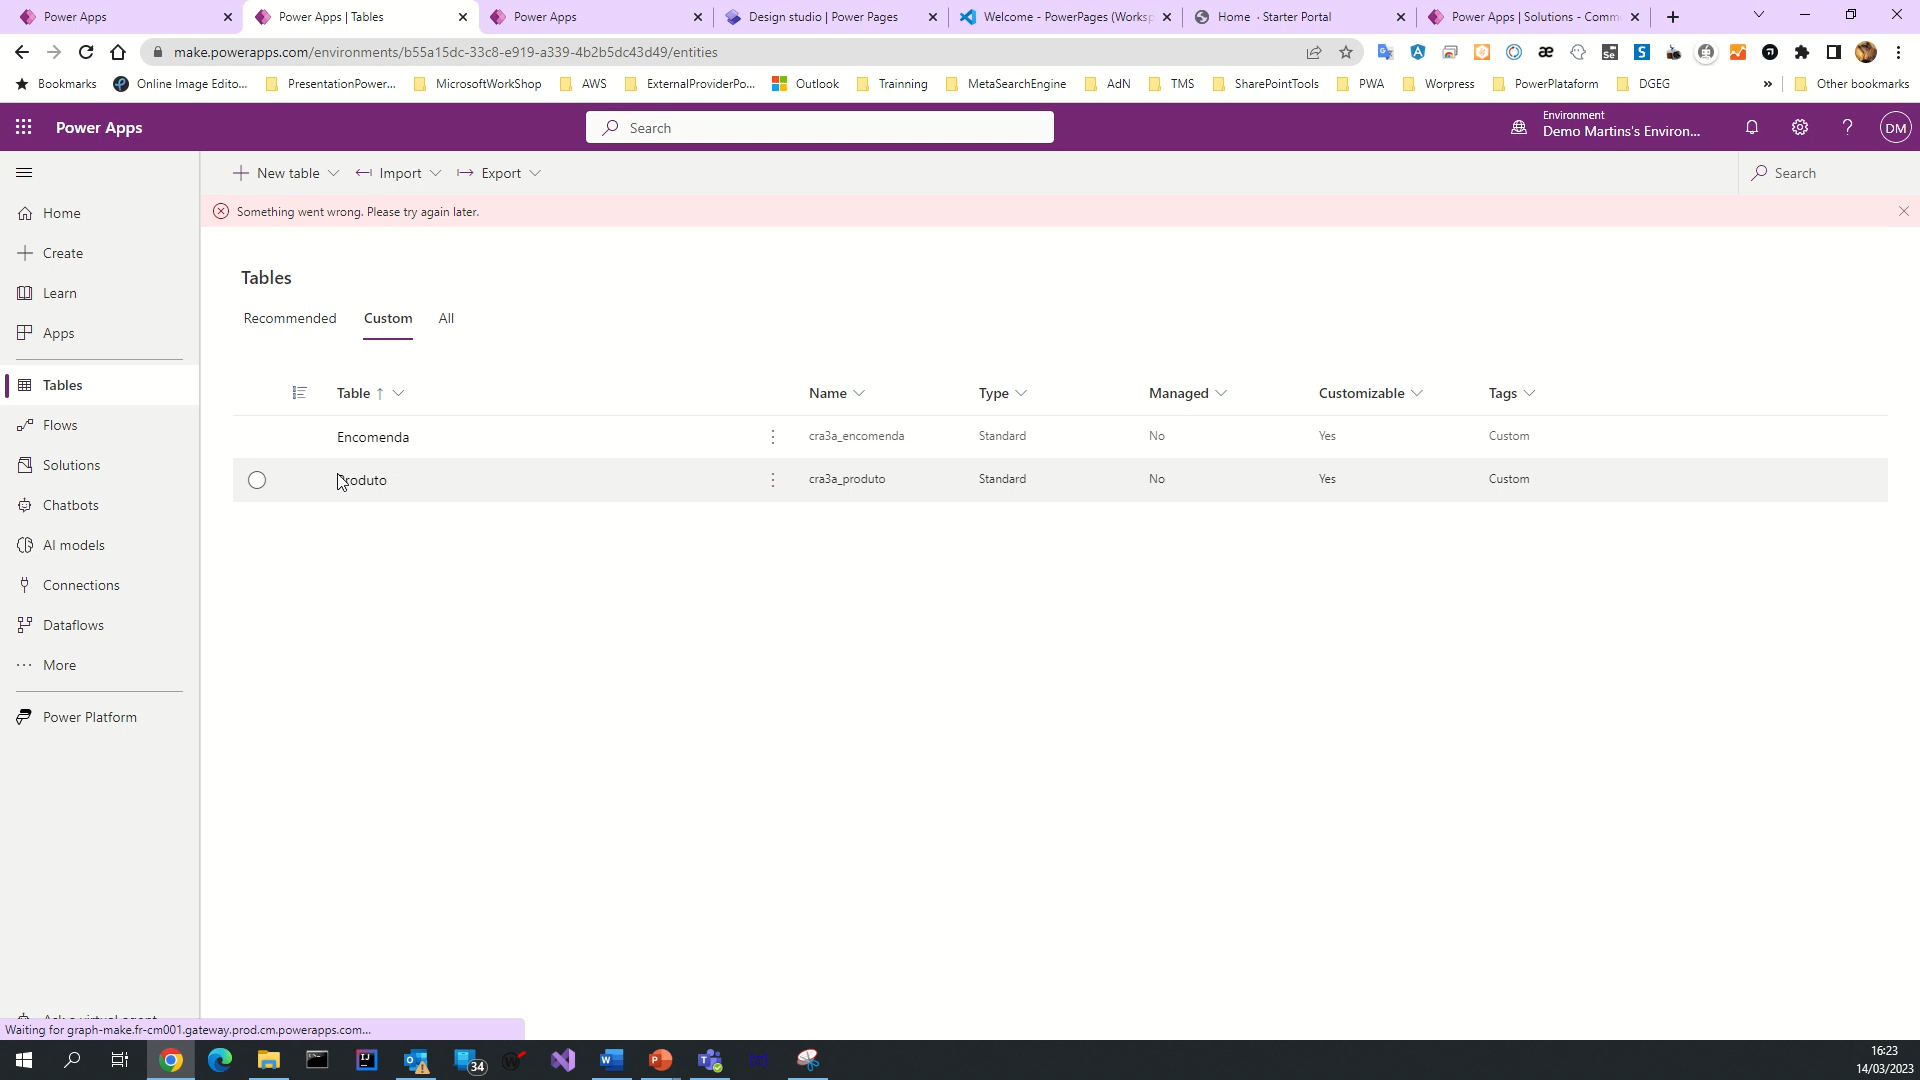 Power Apps
Power Apps | Tables
Power Apps
Design studio | Power Pages
Welcome - PowerPages (Worksp
Home · Starter Portal
Power Apps | Solutions - Comm
make.powerapps.com/environments/b55a15dc-33c8-e919-a339-4b2b5dc43d49/entities
Bookmarks
Online Image Edito...
PresentationPower...
MicrosoftWorkShop
AWS
ExternalProviderPo...
Outlook
Trainning
MetaSearchEngine
AdN
TMS
SharePointTools
PWA
Worpress
PowerPlataform
DGEG
»
Other bookmarks
Power Apps
Search
Environment
Demo Martins's Environ...
DM
New table
Import
Export
Search
Something went wrong. Please try again later.
Home
Create
Learn
Apps
Tables
Flows
Solutions
Chatbots
AI models
Connections
Dataflows
More
Power Platform
Tables
Recommended
Custom
All
Table ↑
Name
Type
Managed
Customizable
Tags
Encomenda
cra3a_encomenda
Standard
No
Yes
Custom
Produto
cra3a_produto
Standard
No
Yes
Custom
Waiting for graph-make.fr-cm001.gateway.prod.cm.powerapps.com...
34
16:23
14/03/2023